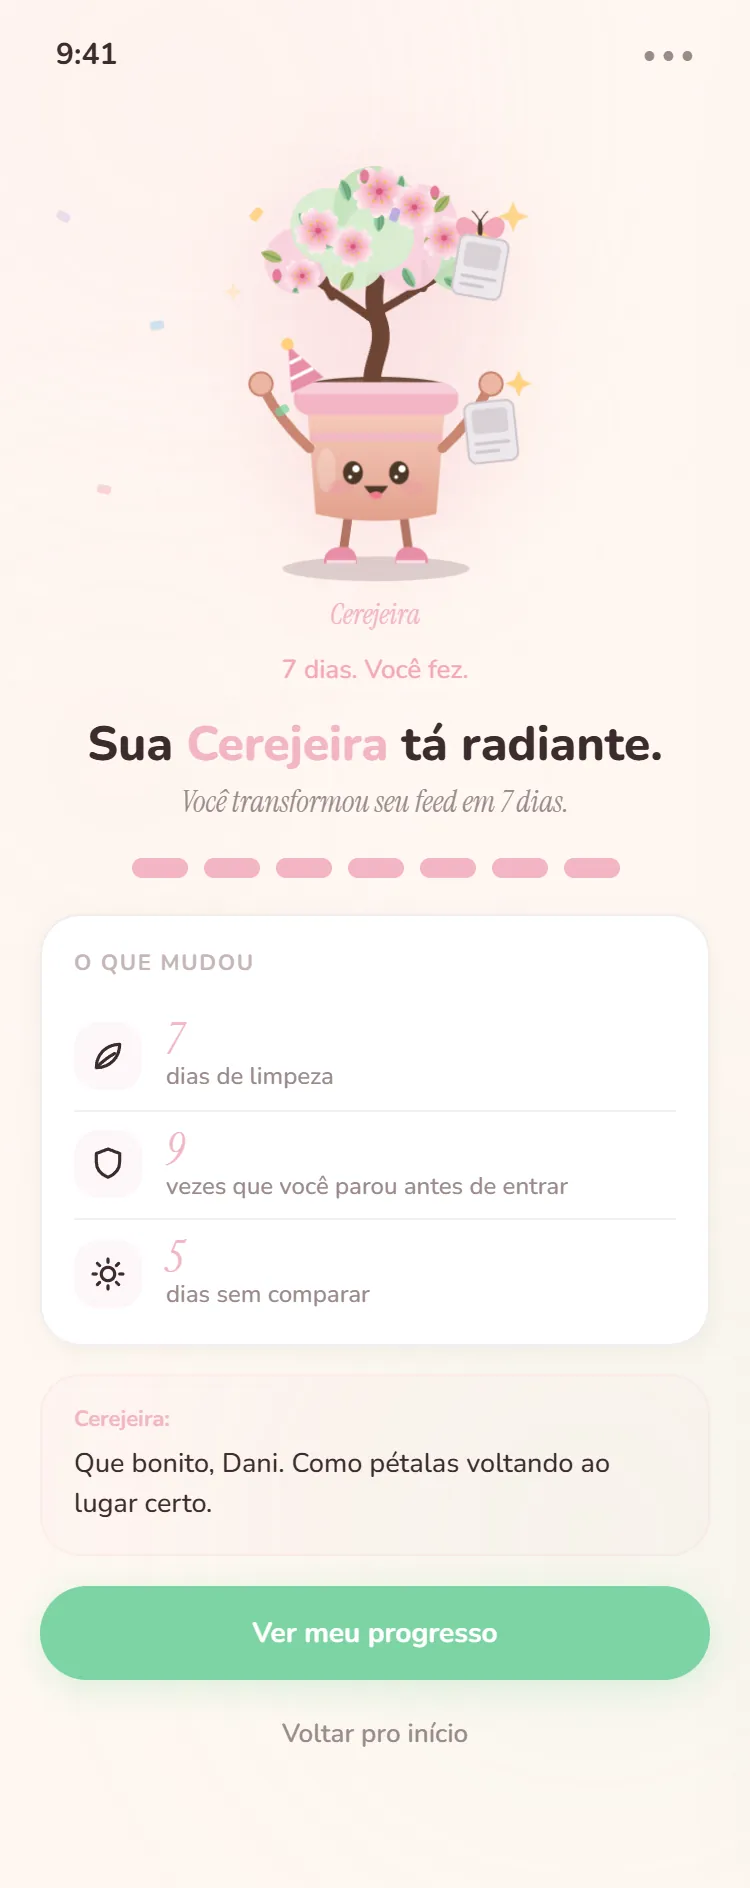 9:41
Cerejeira
7 dias. Você fez.
Sua Cerejeira tá radiante.
Você transformou seu feed em 7 dias.
O QUE MUDOU
7
dias de limpeza
9
vezes que você parou antes de entrar
5
dias sem comparar
Cerejeira:
Que bonito, Dani. Como pétalas voltando ao
lugar certo.
Ver meu progresso
Voltar pro início